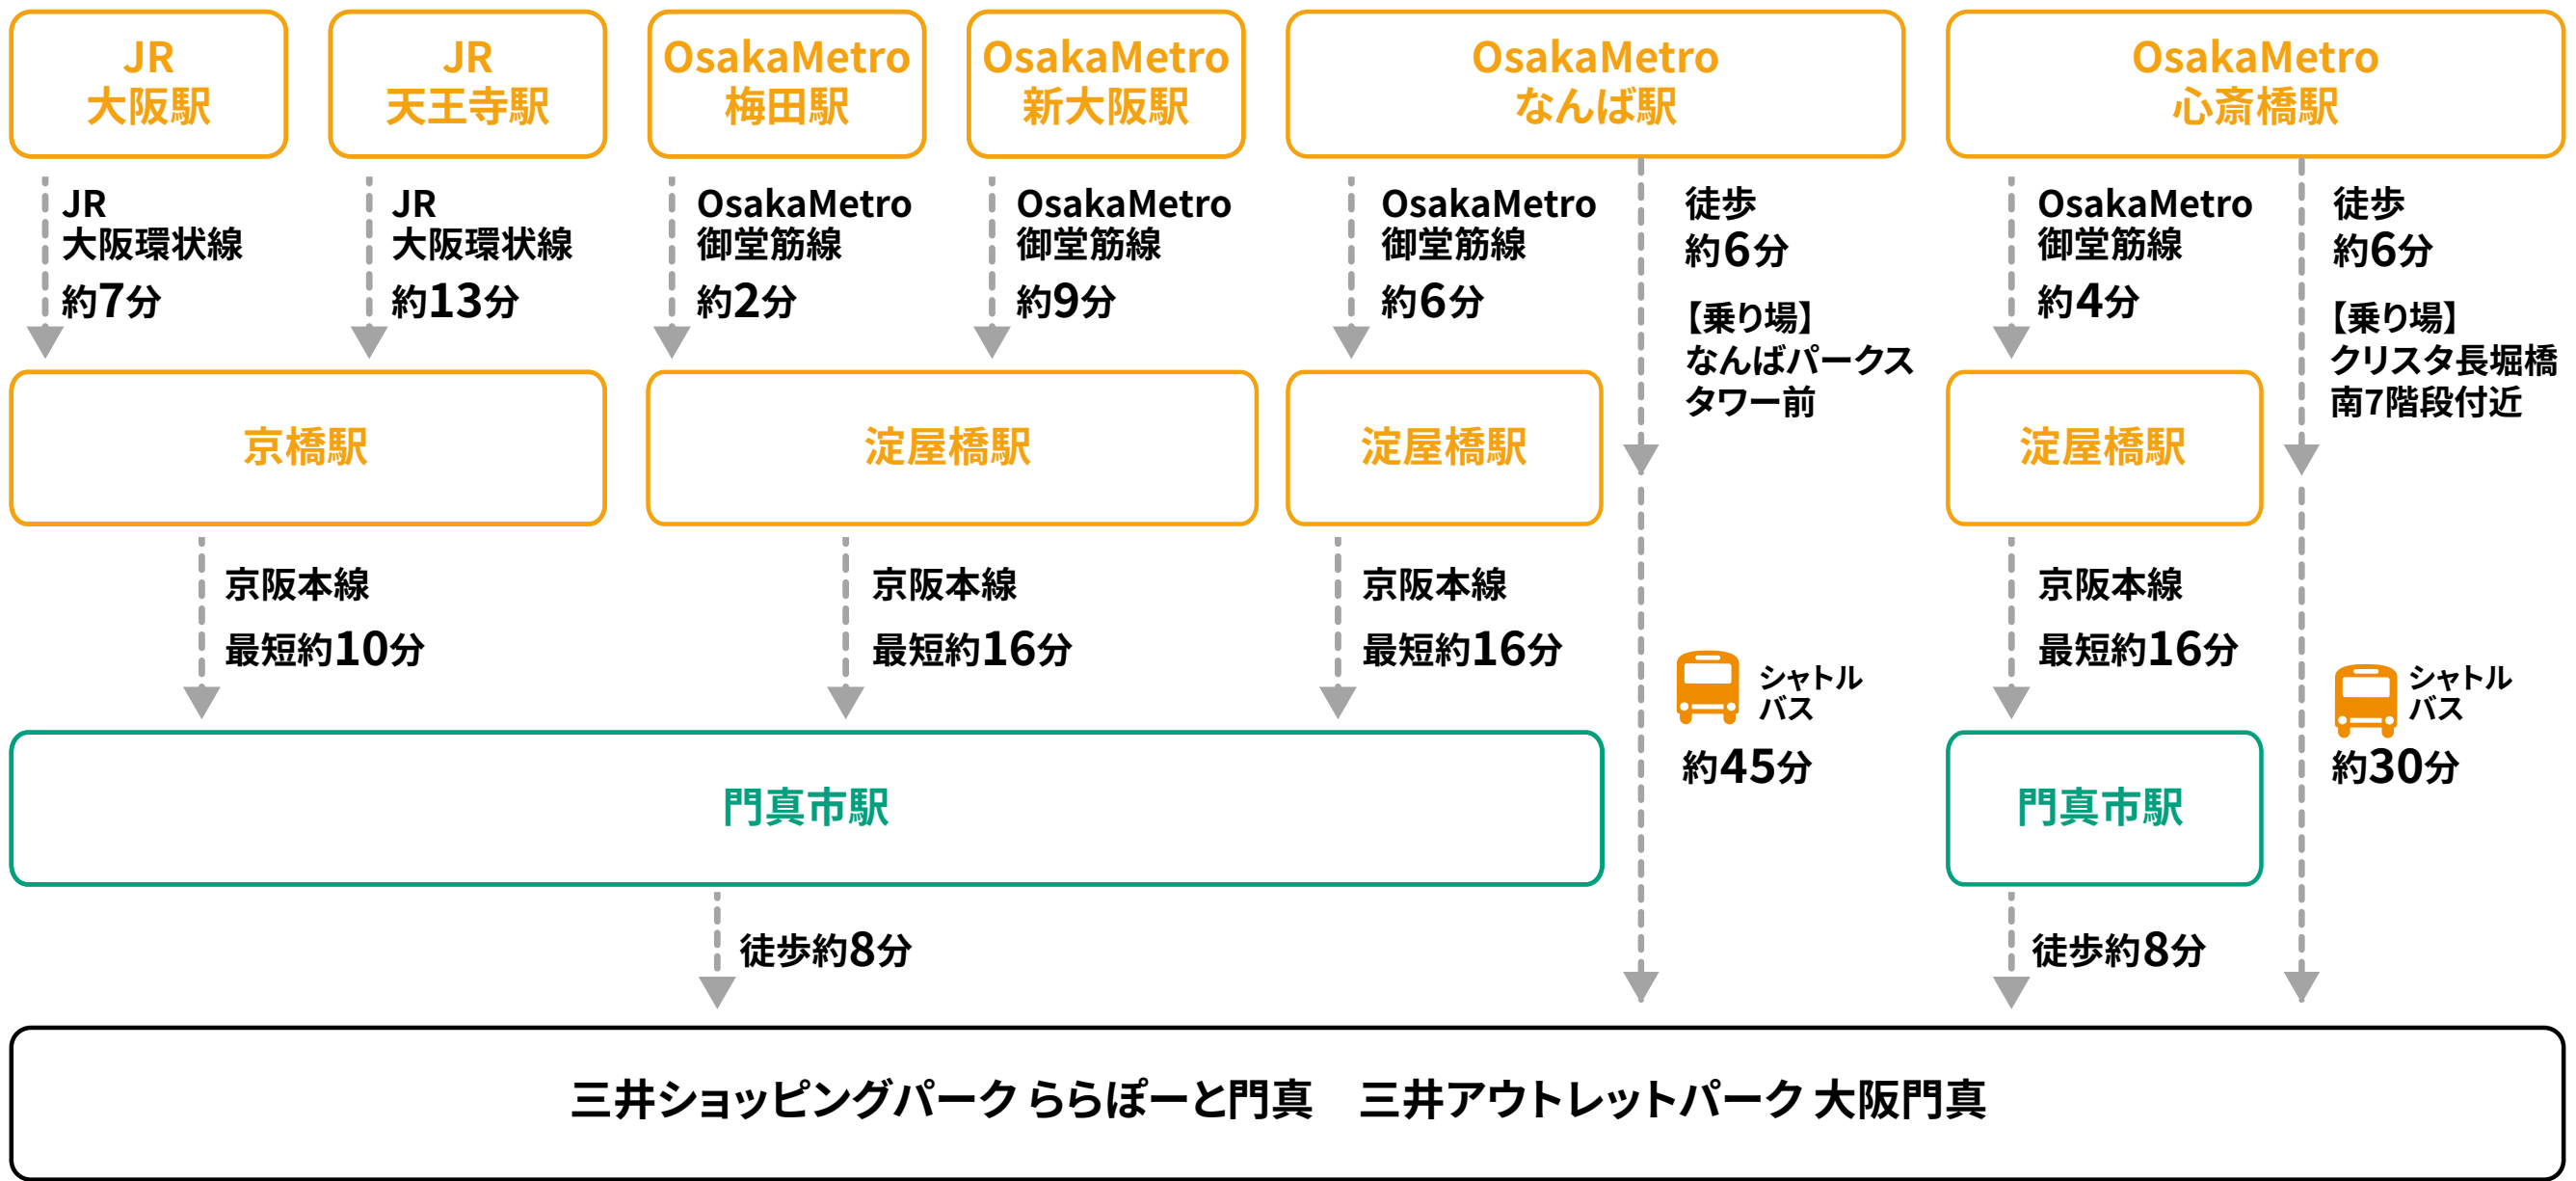 JR
大阪駅
JR
天王寺駅
OsakaMetro
梅田駅
OsakaMetro
新大阪駅
OsakaMetro
なんば駅
OsakaMetro
心斎橋駅
JR
大阪環状線
約7分
JR
大阪環状線
約13分
OsakaMetro
御堂筋線
約2分
OsakaMetro
御堂筋線
約9分
OsakaMetro
御堂筋線
約6分
徒歩
約6分
【乗り場】
なんばパークス
タワー前
OsakaMetro
御堂筋線
約4分
徒歩
約6分
【乗り場】
クリスタ長堀橋
南7階段付近
京橋駅
淀屋橋駅
淀屋橋駅
淀屋橋駅
京阪本線
最短約10分
京阪本線
最短約16分
京阪本線
最短約16分
シャトル
バス
約45分
京阪本線
最短約16分
シャトル
バス
約30分
門真市駅
門真市駅
徒歩約8分
徒歩約8分
三井ショッピングパーク ららぽーと門真　三井アウトレットパーク 大阪門真